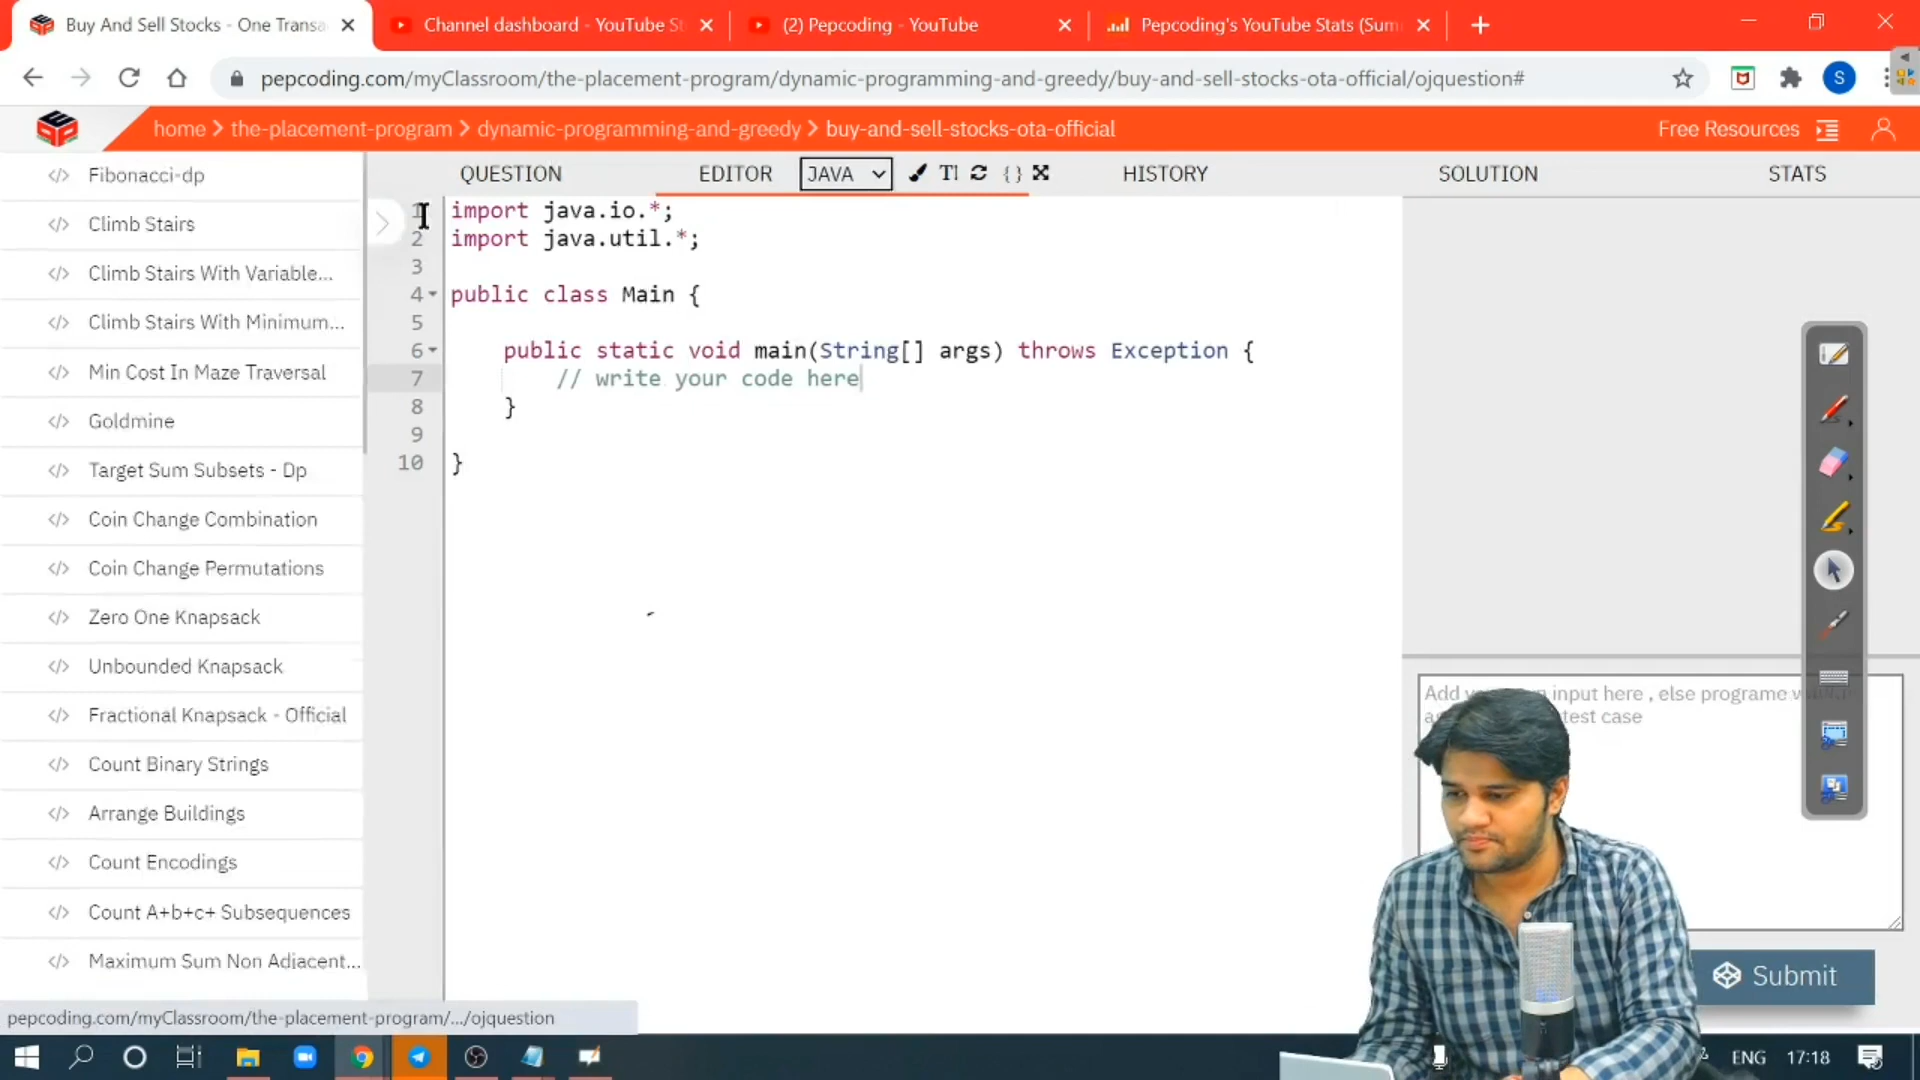 Buy And Sell Stocks - One Transa
Channel dashboard - YouTube St
(2) Pepcoding - YouTube
Pepcoding's YouTube Stats (Sum
pepcoding.com/myClassroom/the-placement-program/dynamic-programming-and-greedy/buy-and-sell-stocks-ota-official/ojquestion#
S
home > the-placement-program > dynamic-programming-and-greedy > buy-and-sell-stocks-ota-official
Free Resources
QUESTION
EDITOR
JAVA
HISTORY
SOLUTION
STATS
</> Fibonacci-dp
</> Climb Stairs
</> Climb Stairs With Variable...
</> Climb Stairs With Minimum...
</> Min Cost In Maze Traversal
</> Goldmine
</> Target Sum Subsets - Dp
</> Coin Change Combination
</> Coin Change Permutations
</> Zero One Knapsack
</> Unbounded Knapsack
</> Fractional Knapsack - Official
</> Count Binary Strings
</> Arrange Buildings
</> Count Encodings
</> Count A+b+c+ Subsequences
</> Maximum Sum Non Adjacent...
1 import java.io.*;
2 import java.util.*;
3
4 public class Main {
5
6 public static void main(String[] args) throws Exception {
7 // write your code here
8 }
9
10 }
Add input here , else programe
test case
Submit
pepcoding.com/myClassroom/the-placement-program/.../ojquestion
ENG
17:18